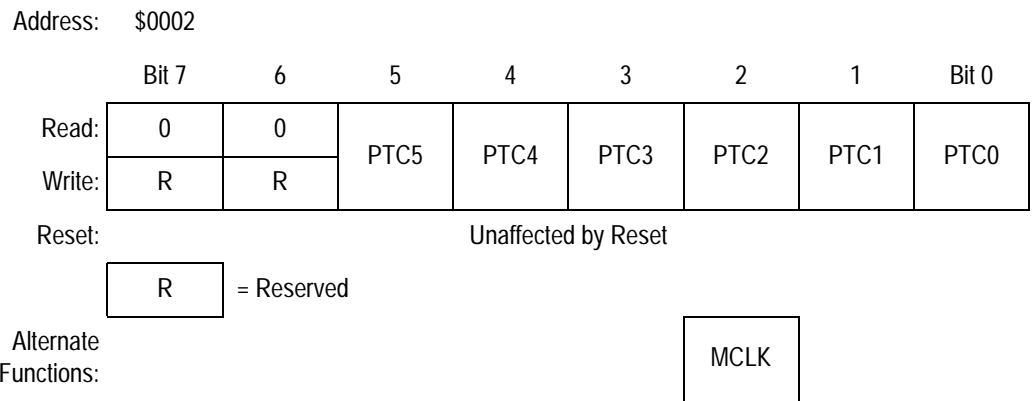 Address: $0002
Bit 7 6 5 4 3 2 1 Bit 0
Read: 0 0 PTC5 PTC4 PTC3 PTC2 PTC1 PTC0
Write: R R
Reset: Unaffected by Reset
R = Reserved
Alternate
Functions: MCLK